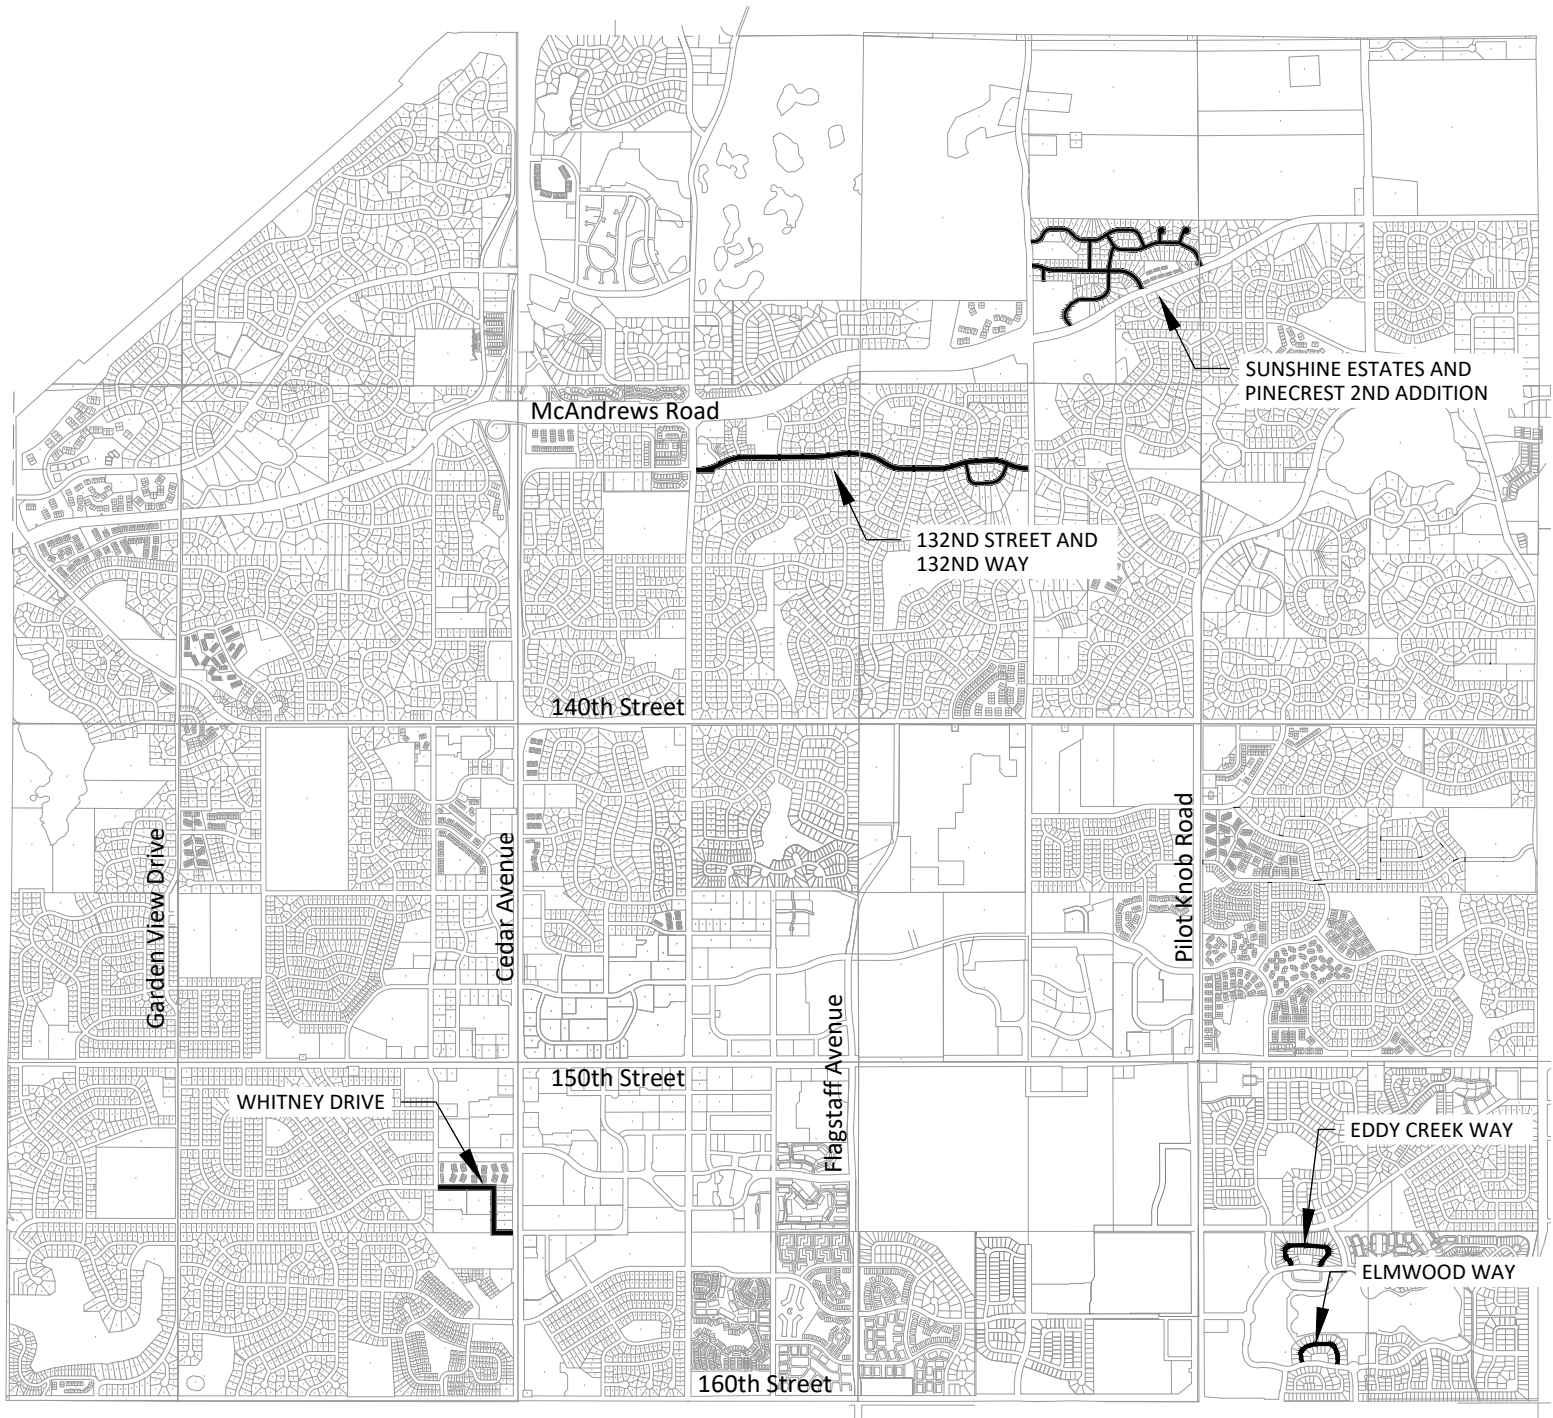 SUNSHINE ESTATES AND
PINECREST 2ND ADDITION
McAndrews Road
132ND STREET AND
132ND WAY
140th Street
Garden View Drive
Cedar Avenue
Pilot Knob Road
Flagstaff Avenue
150th Street
WHITNEY DRIVE
EDDY CREEK WAY
ELMWOOD WAY
160th Street